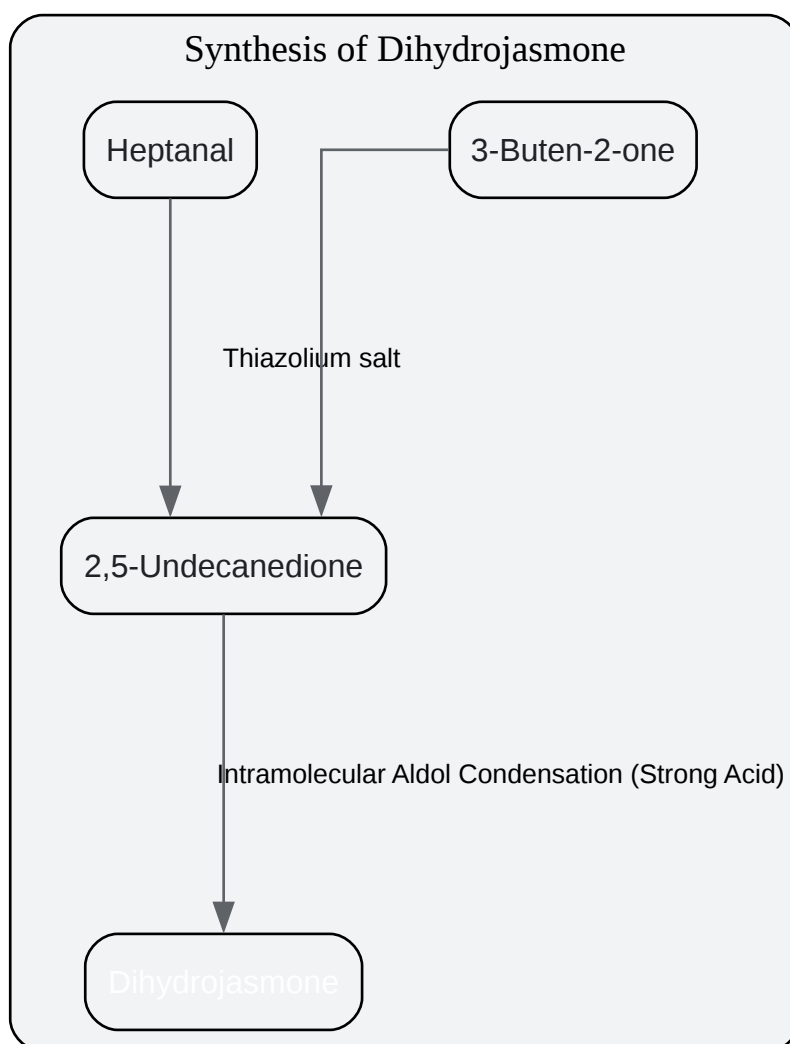 Synthesis of Dihydrojasmone
Heptanal
3-Buten-2-one
Thiazolium salt
2,5-Undecanedione
Intramolecular Aldol Condensation (Strong Acid)
Dihydrojasmone